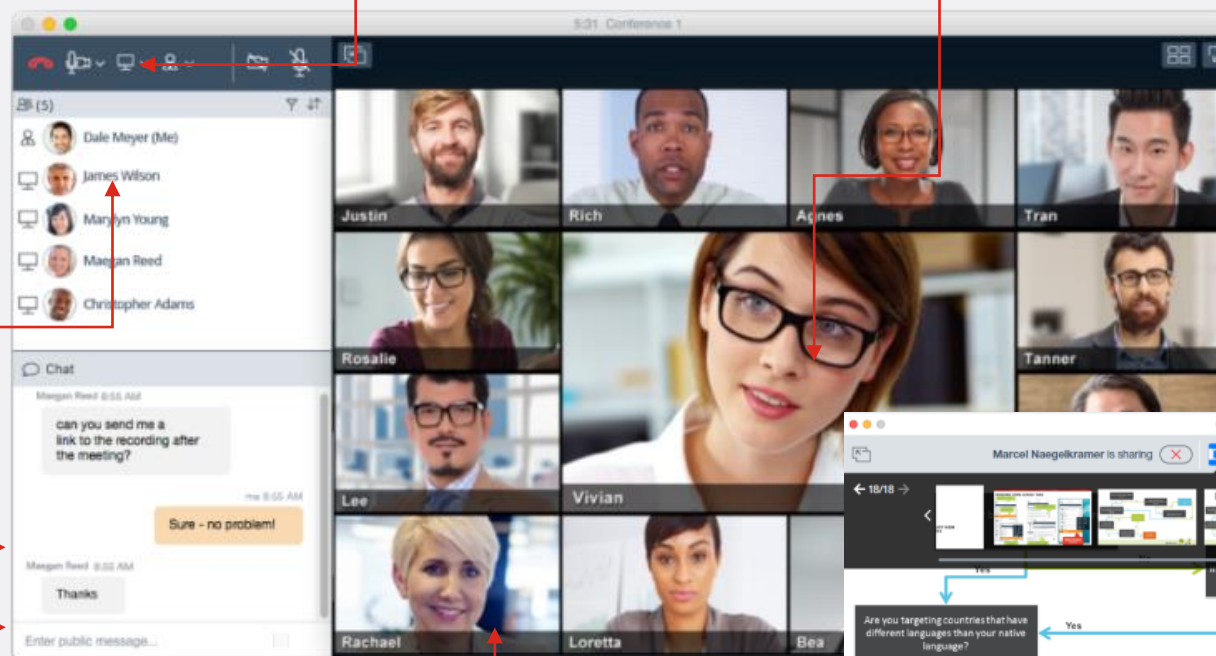 5:31 Conference 1
(5)
Dale Meyer (Me)
James Wilson
Marylyn Young
Maegan Reed
Christopher Adams
Chat
Maegan Reed 8:55 AM
can you send me a
link to the recording after
the meeting?
me 8:55 AM
Sure - no problem!
Maegan Reed 8:55 AM
Thanks
Enter public message...
Justin
Rich
Agnes
Tran
Rosalie
Tanner
Lee
Vivian
Rachael
Loretta
Bea
Marcel Naegelkramer is sharing
18/18
Yes
Are you targeting countries that have
different languages than your native
language?
Yes